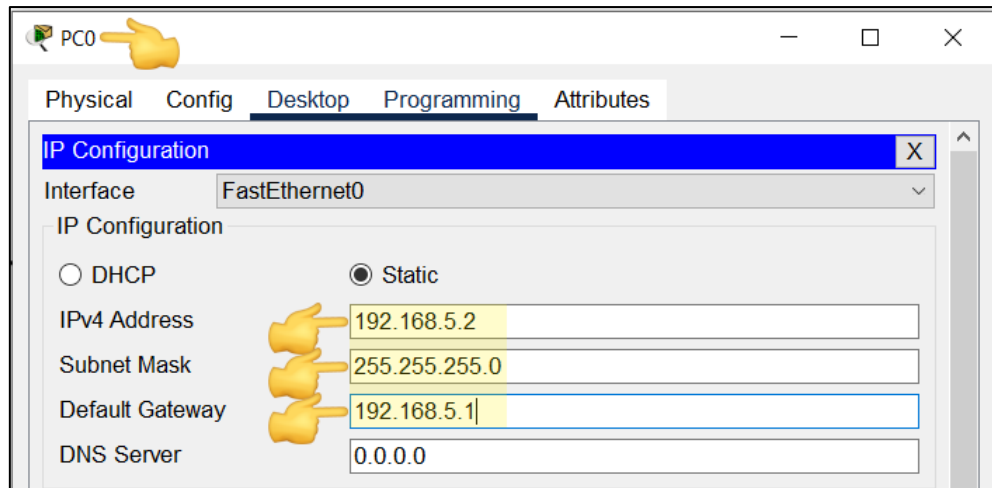 PC0
Physical Config Desktop Programming Attributes
IP Configuration X
Interface FastEthernet0
IP Configuration
DHCP Static
IPv4 Address 192.168.5.2
Subnet Mask 255.255.255.0
Default Gateway 192.168.5.1
DNS Server 0.0.0.0